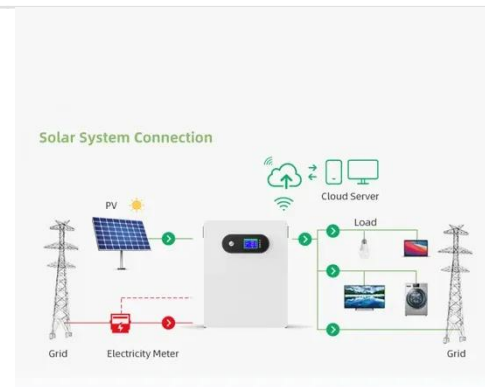 Solar System Connection
Cloud Server
PV
Load
Grid
Electricity Meter
Grid